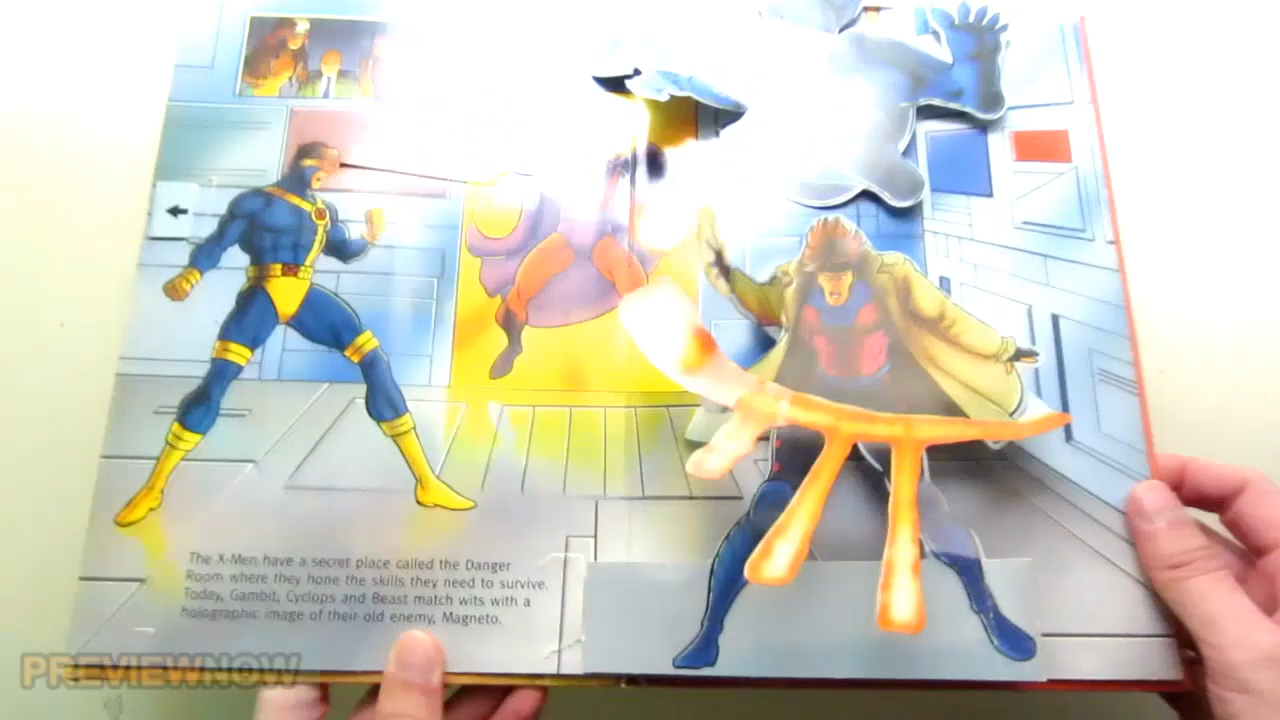 The X-Men have a secret place called the Danger
Room where they hone the skills they need to survive.
Today, Gambit, Cyclops and Beast match wits with a
holographic image of their old enemy, Magneto.
PREVIEWNOW